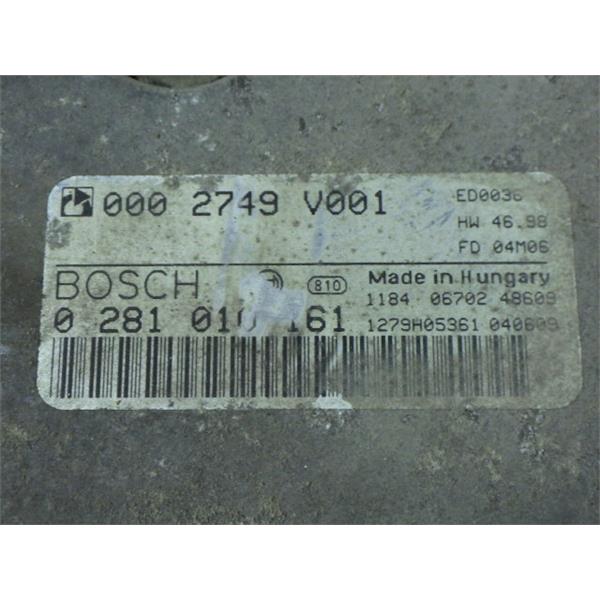 000 2749 V001
ED0036
HW 46.98
FD 04M06
BOSCH
810
Made in Hungary
0 281 010 161
1184 06702 48609
1279H05361 040609